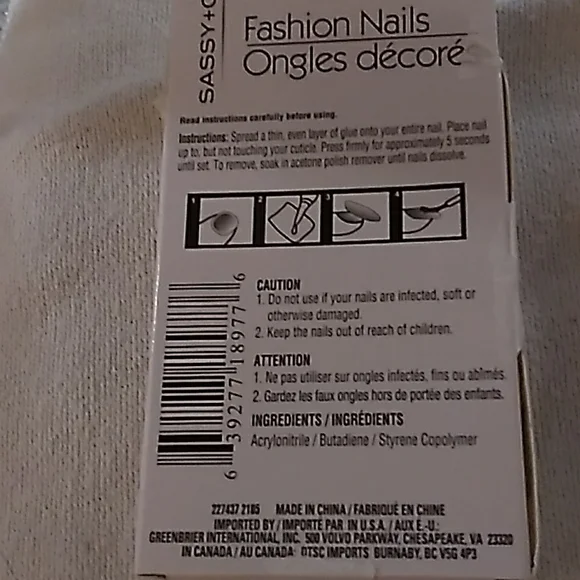 SASSY+C
Fashion Nails
Ongles décoré
Read instructions carefully before using.
Instructions: Spread a thin, even layer of glue onto your entire nail. Place nail
up to, but not touching your cuticle. Press firmly for approximately 5 seconds
until set. To remove, soak in acetone polish remover until nails dissolve.
1 2 3 4
CAUTION
1. Do not use if your nails are infected, soft or
otherwise damaged.
2. Keep the nails out of reach of children.
ATTENTION
1. Ne pas utiliser sur ongles infectés, fins ou abîmés.
2. Gardez les faux ongles hors de portée des enfants.
INGREDIENTS / INGRÉDIENTS
Acrylonitrile / Butadiene / Styrene Copolymer
6 39277 18977 6
227437 2185 MADE IN CHINA / FABRIQUÉ EN CHINE
IMPORTED BY / IMPORTÉ PAR IN U.S.A. / AUX É.-U.:
GREENBRIER INTERNATIONAL, INC. 500 VOLVO PARKWAY, CHESAPEAKE, VA 23320
IN CANADA / AU CANADA: DTSC IMPORTS BURNABY, BC V5G 4P3